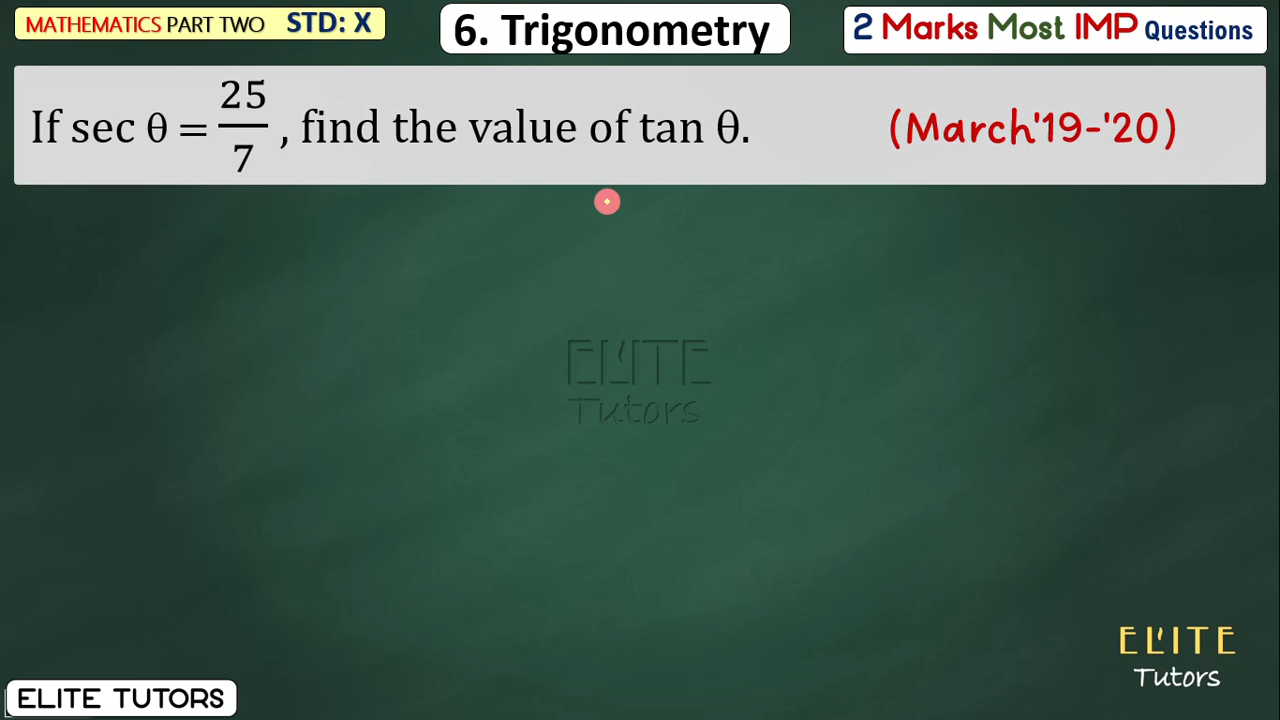 MATHEMATICS PART TWO STD: X
6. Trigonometry
2 Marks Most IMP Questions
If sec θ = 25/7 , find the value of tan θ. (March'19-'20)
ELITE
Tutors
ELITE
Tutors
ELITE TUTORS